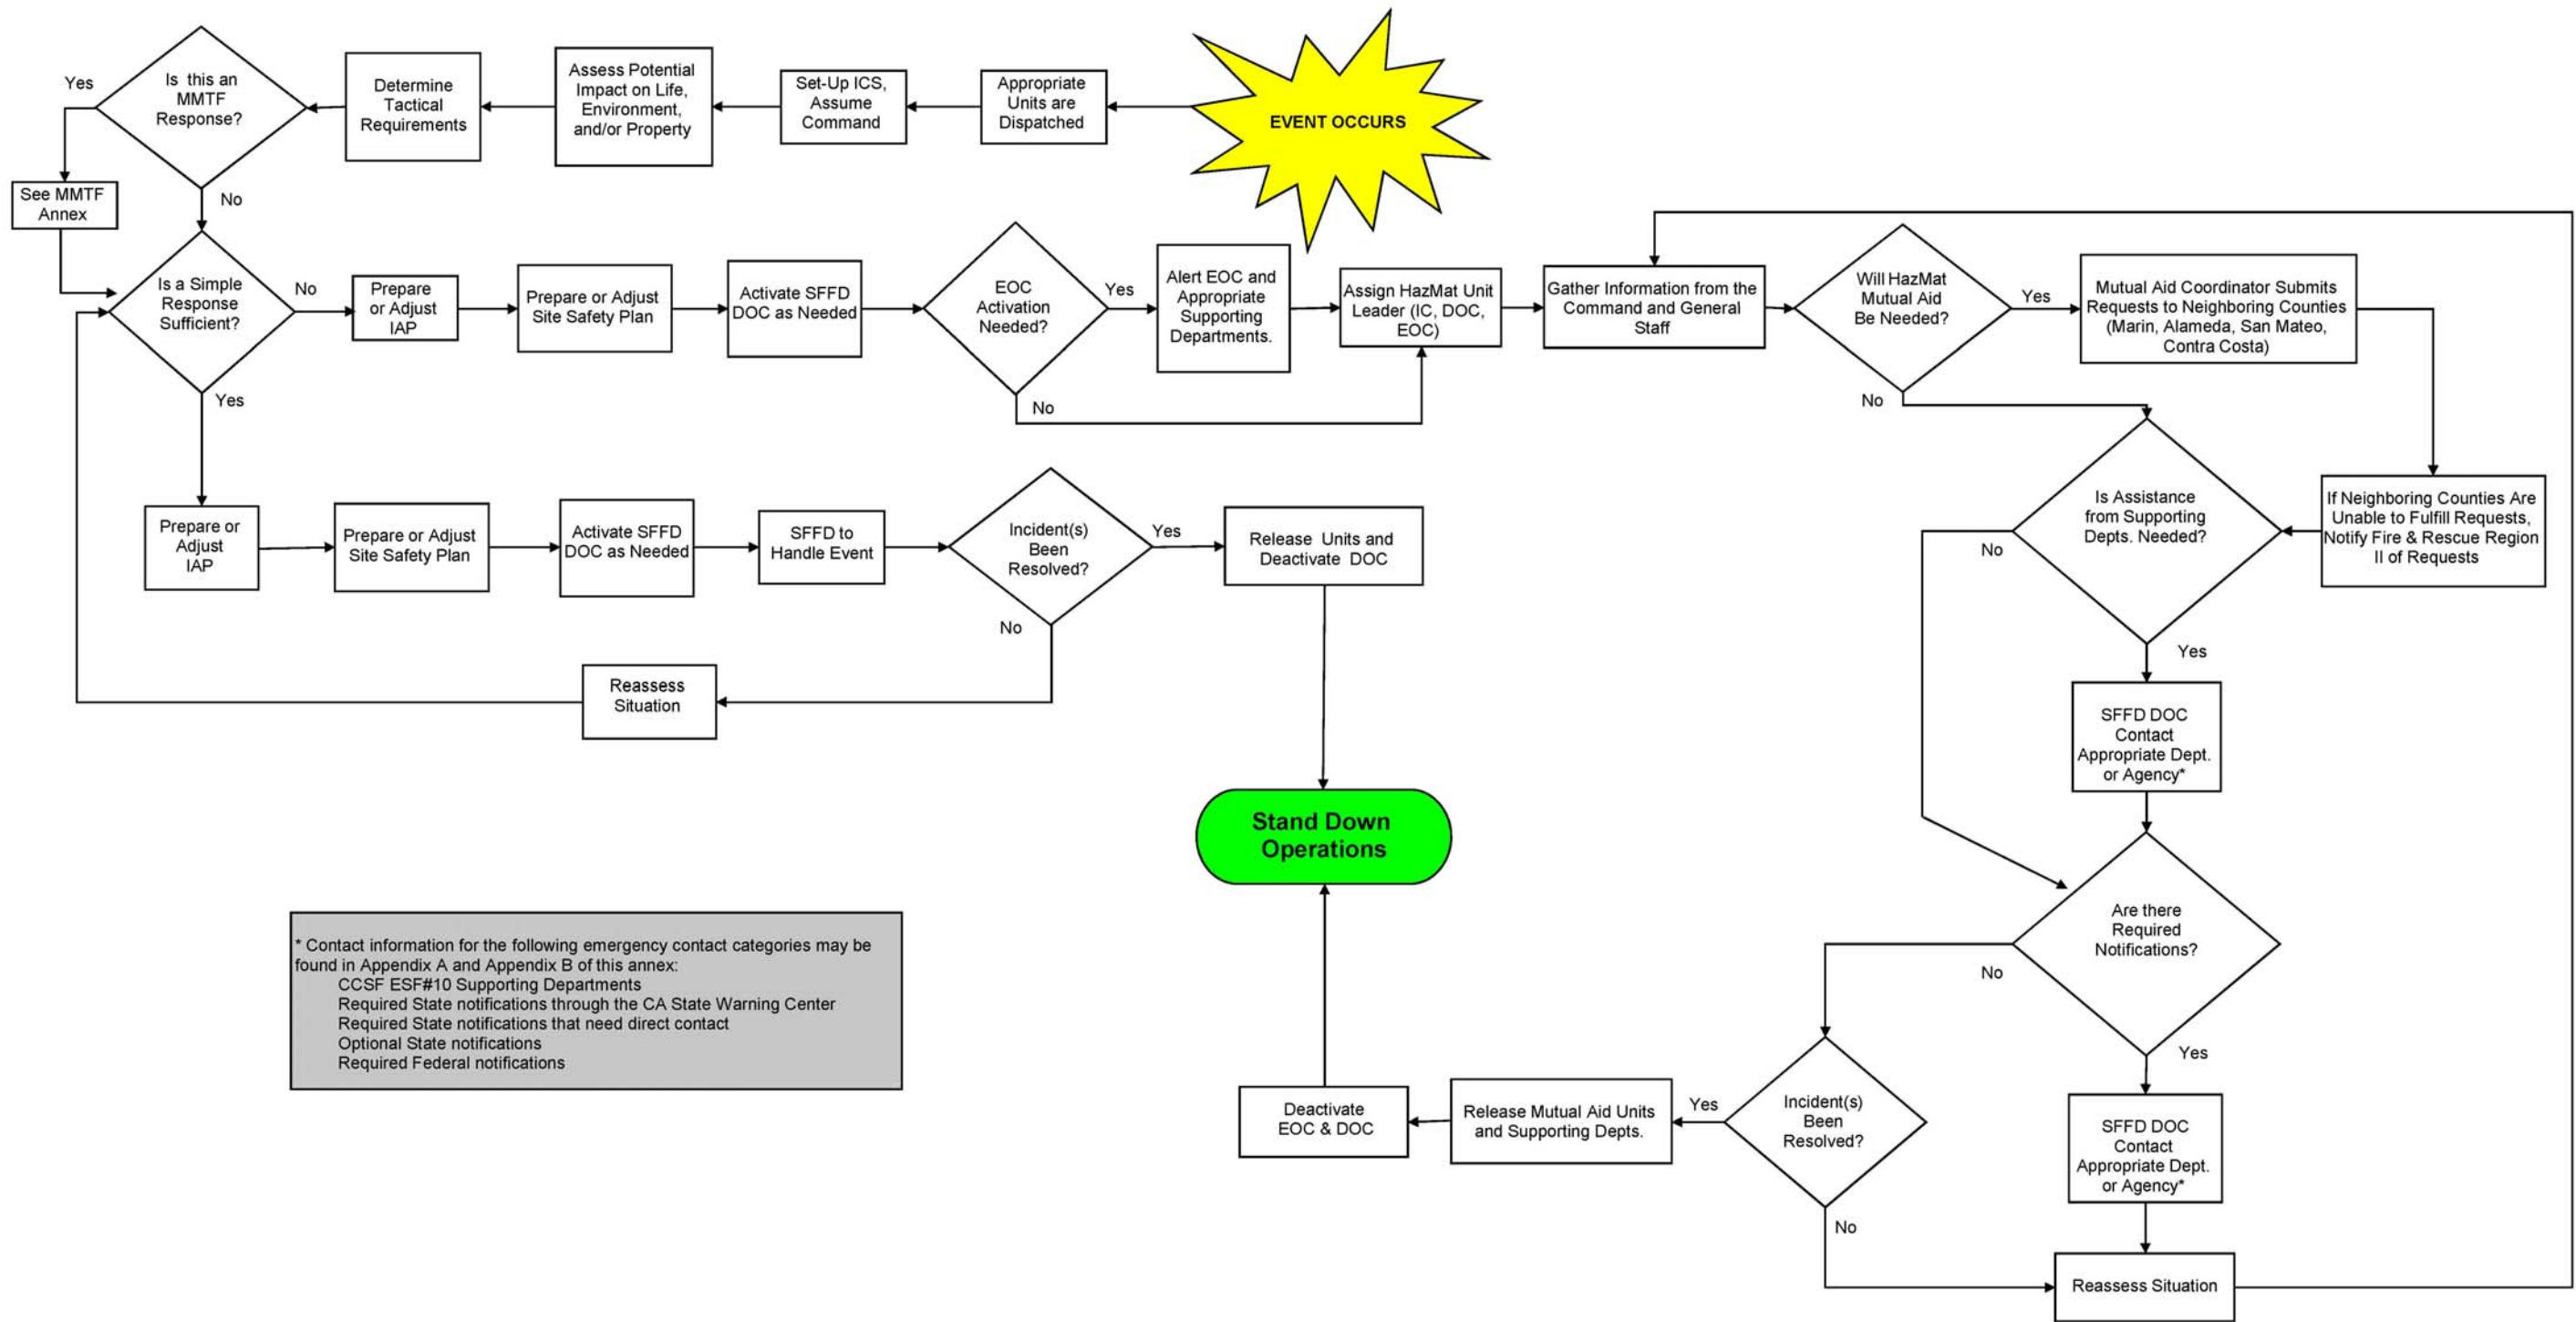 Yes
Is this an
MMTF
Response?
Determine
Tactical
Requirements
Assess Potential
Impact on Life,
Environment,
and/or Property
Set-Up ICS,
Assume
Command
Appropriate
Units are
Dispatched
EVENT OCCURS
See MMTF
Annex
No
Is a Simple
Response
Sufficient?
No
Prepare
or Adjust
IAP
Prepare or Adjust
Site Safety Plan
Activate SFFD
DOC as Needed
EOC
Activation
Needed?
Yes
Alert EOC and
Appropriate
Supporting
Departments.
Assign HazMat Unit
Leader (IC, DOC,
EOC)
Gather Information from the
Command and General
Staff
Will HazMat
Mutual Aid
Be Needed?
Yes
Mutual Aid Coordinator Submits
Requests to Neighboring Counties
(Marin, Alameda, San Mateo,
Contra Costa)
Yes
No
No
Prepare or
Adjust
IAP
Prepare or Adjust
Site Safety Plan
Activate SFFD
DOC as Needed
SFFD to
Handle Event
Incident(s)
Been
Resolved?
Yes
Release Units and
Deactivate DOC
No
Is Assistance
from Supporting
Depts. Needed?
If Neighboring Counties Are
Unable to Fulfill Requests,
Notify Fire & Rescue Region
II of Requests
No
Reassess
Situation
Yes
SFFD DOC
Contact
Appropriate Dept.
or Agency*
Stand Down
Operations
* Contact information for the following emergency contact categories may be
found in Appendix A and Appendix B of this annex:
CCSF ESF#10 Supporting Departments
Required State notifications through the CA State Warning Center
Required State notifications that need direct contact
Optional State notifications
Required Federal notifications
Are there
Required
Notifications?
No
Yes
Deactivate
EOC & DOC
Release Mutual Aid Units
and Supporting Depts.
Yes
Incident(s)
Been
Resolved?
SFFD DOC
Contact
Appropriate Dept.
or Agency*
No
Reassess Situation